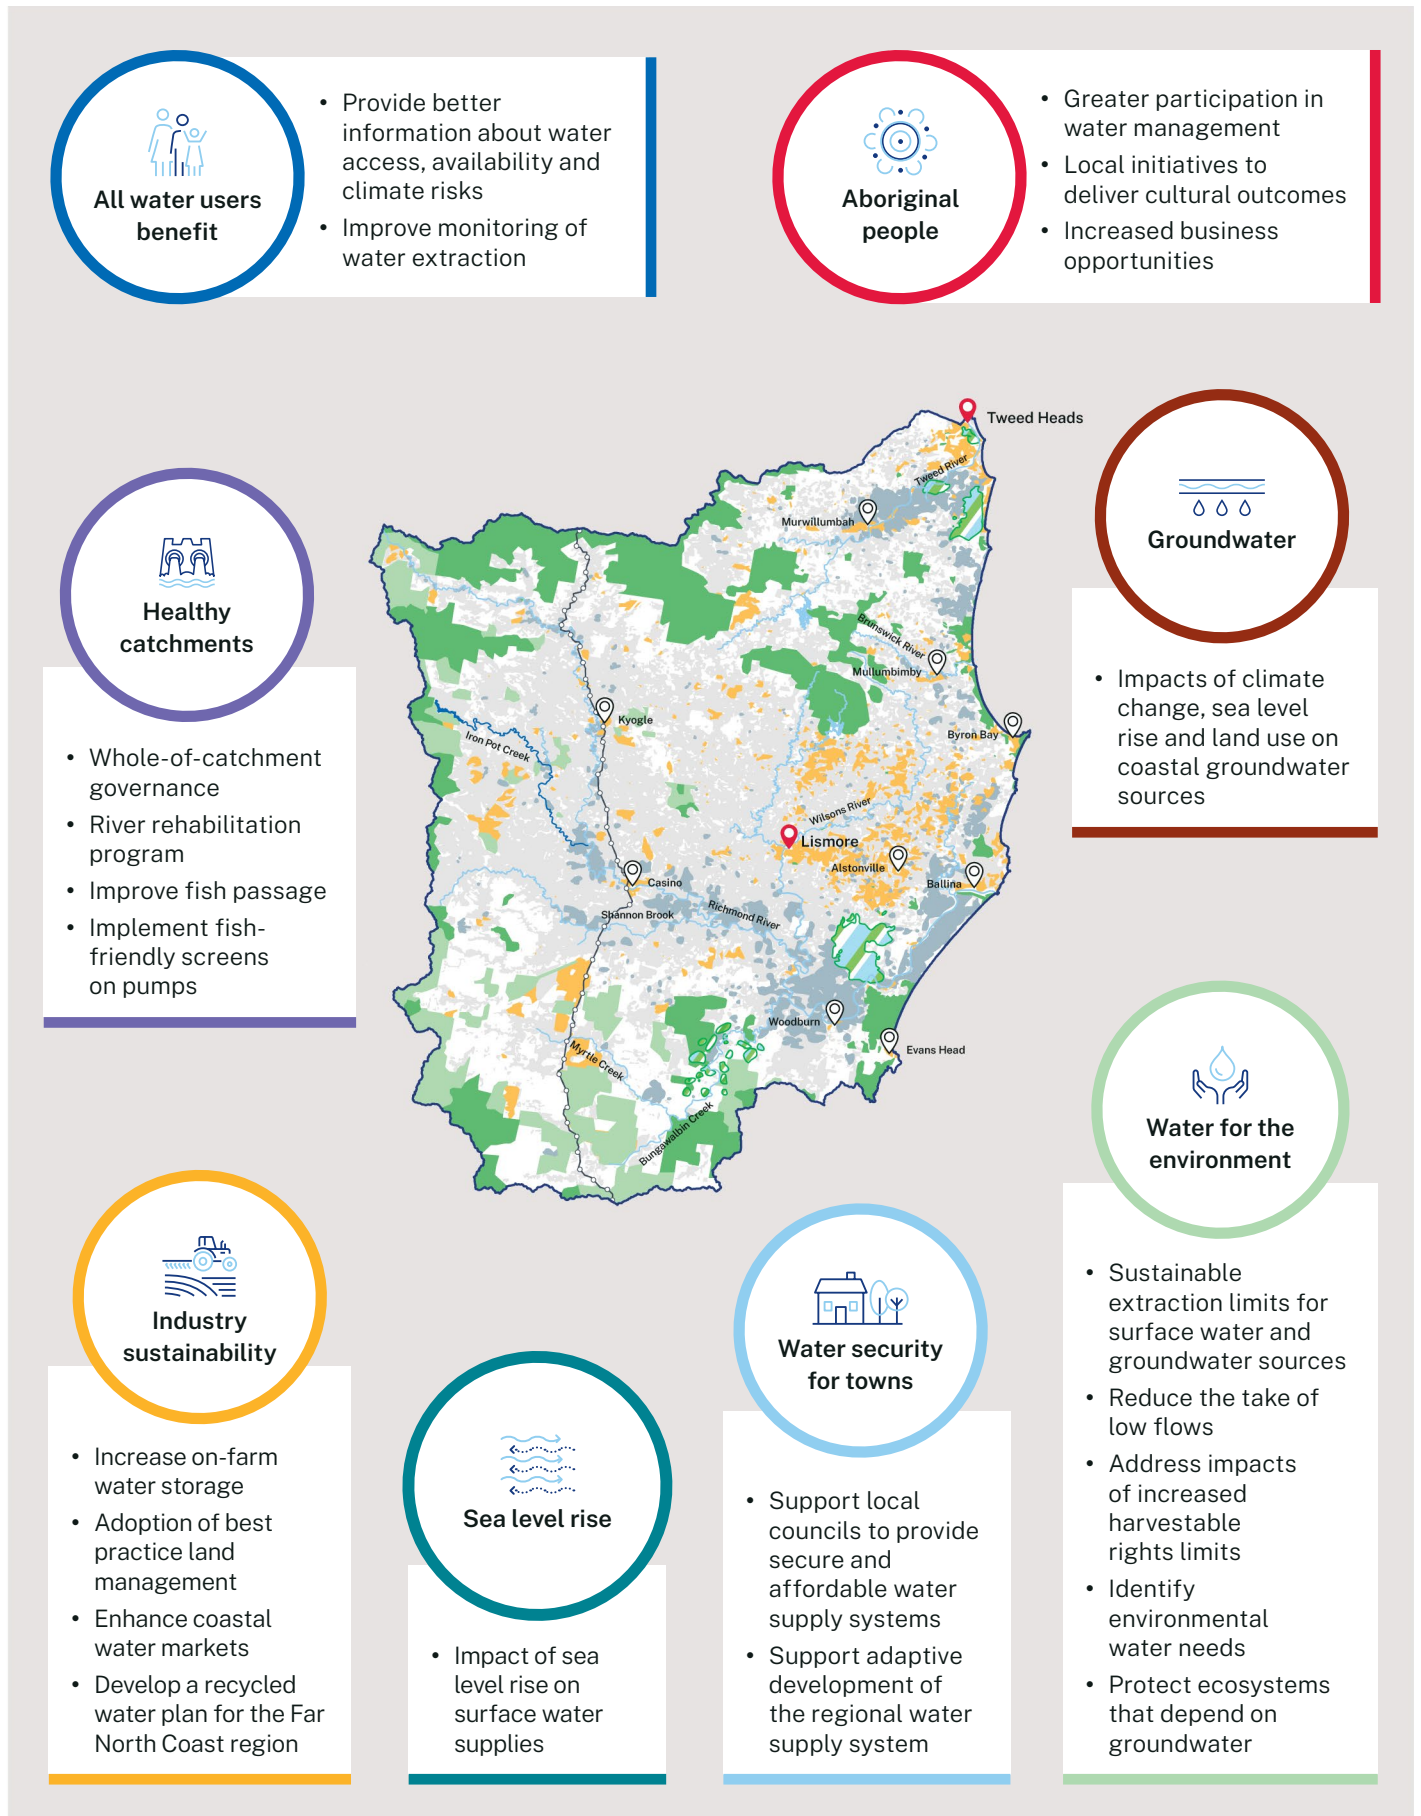 All water users
benefit
• Provide better
information about water
access, availability and
climate risks
• Improve monitoring of
water extraction
Aboriginal
people
• Greater participation in
water management
• Local initiatives to
deliver cultural outcomes
• Increased business
opportunities
Healthy
catchments
• Whole-of-catchment
governance
• River rehabilitation
program
• Improve fish passage
• Implement fish-
friendly screens
on pumps
Tweed Heads
Tweed River
Murwillumbah
Brunswick River
Mullumbimby
Kyogle
Byron Bay
Iron Pot Creek
Wilsons River
Lismore
Alstonville
Casino
Ballina
Shannon Brook
Richmond River
Woodburn
Evans Head
Myrtle Creek
Bungawalbin Creek
Groundwater
• Impacts of climate
change, sea level
rise and land use on
coastal groundwater
sources
Industry
sustainability
• Increase on-farm
water storage
• Adoption of best
practice land
management
• Enhance coastal
water markets
• Develop a recycled
water plan for the Far
North Coast region
Sea level rise
• Impact of sea
level rise on
surface water
supplies
Water security
for towns
• Support local
councils to provide
secure and
affordable water
supply systems
• Support adaptive
development of
the regional water
supply system
Water for the
environment
• Sustainable
extraction limits for
surface water and
groundwater sources
• Reduce the take of
low flows
• Address impacts
of increased
harvestable
rights limits
• Identify
environmental
water needs
• Protect ecosystems
that depend on
groundwater